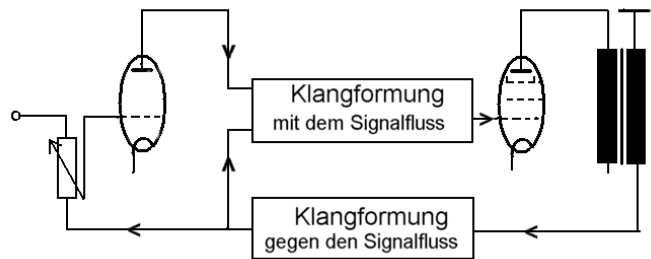 Klangformung
mit dem Signalfluss
Klangformung
gegen den Signalfluss